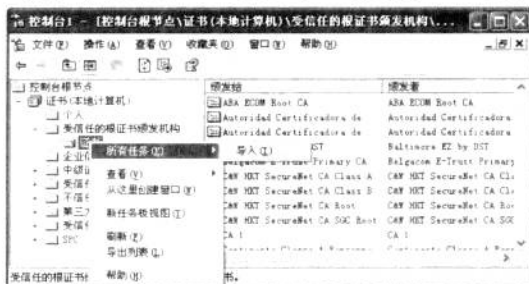 控制台1 - [控制台根节点\证书(本地计算机)\受信任的根证书颁发机构\...
文件(F) 操作(A) 查看(V) 收藏夹(O) 窗口(W) 帮助(H)
控制台根节点
证书(本地计算机)
个人
受信任的根证书颁发机构
企业信
中级证
受信任
不信任
第三方
受信任
SPC
所有任务(K)
导入(I)
查看(V)
从这里创建窗口(W)
新任务板视图(T)
刷新(F)
导出列表(L)
帮助(H)
颁发给 颁发者
ABA ECOM Root CA ABA ECOM Root CA
Autoridad Certificadora de Autoridad Certificadora
Autoridad Certificadora de Autoridad Certificadora
DST Baltimore EZ by DST
Belgacom E-Trust Primary CA Belgacom E-Trust Primary
C&W HKT SecureNet CA Class A C&W HKT SecureNet CA Cl
C&W HKT SecureNet CA Class B C&W HKT SecureNet CA Cl
C&W HKT SecureNet CA Root C&W HKT SecureNet CA Ro
C&W HKT SecureNet CA SGC Root C&W HKT SecureNet CA SG
CA 1 CA 1
受信任的根证书 书。